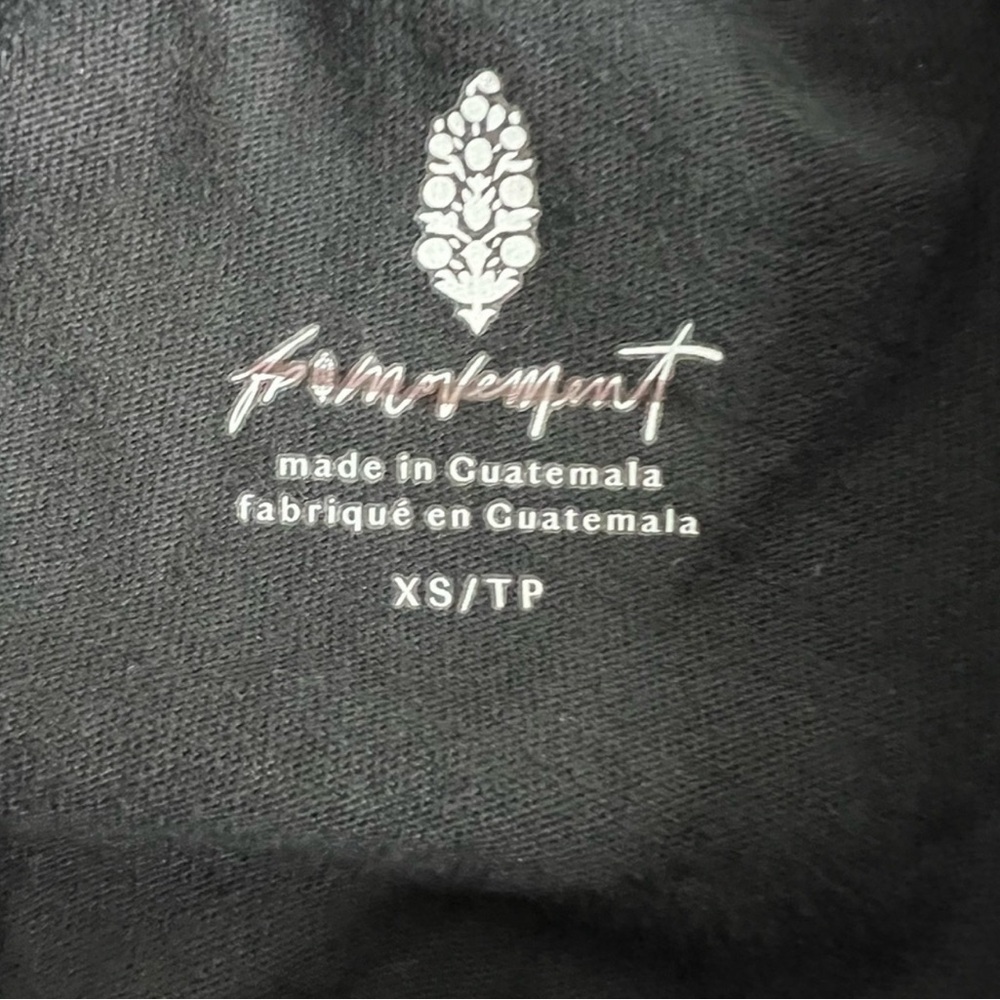 fp movement
made in Guatemala
fabriqué en Guatemala
XS/TP